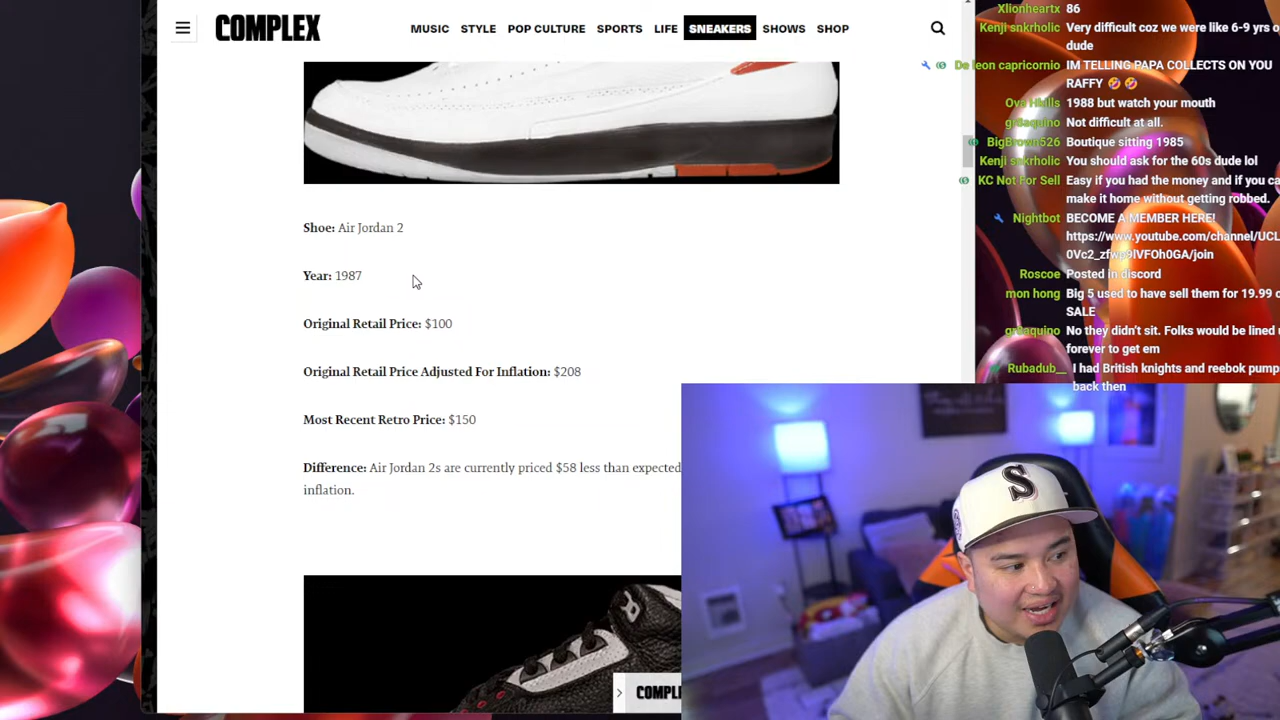 COMPLEX
MUSIC STYLE POP CULTURE SPORTS LIFE SNEAKERS SHOWS SHOP
Shoe: Air Jordan 2
Year: 1987
Original Retail Price: $100
Original Retail Price Adjusted For Inflation: $208
Most Recent Retro Price: $150
Difference: Air Jordan 2s are currently priced $58 less than expected
inflation.
COMPL
S
Xlionheartx 86
Kenji snkrholic Very difficult coz we were like 6-9 yrs o
dude
De leon capricornio IM TELLING PAPA COLLECTS ON YOU
RAFFY 🤣 🤣
1988 but watch your mouth
Not difficult at all.
BigBrown526 Boutique sitting 1985
Kenji snkrholic You should ask for the 60s dude lol
KC Not For Sell Easy if you had the money and if you ca
make it home without getting robbed.
Nightbot BECOME A MEMBER HERE!
https://www.youtube.com/channel/UCL
Roscoe Posted in discord
mon hong Big 5 used to have sell them for 19.99 o
SALE
No they didn't sit. Folks would be lined
forever to get em
Rubadub__ I had British knights and reebok pump
back then